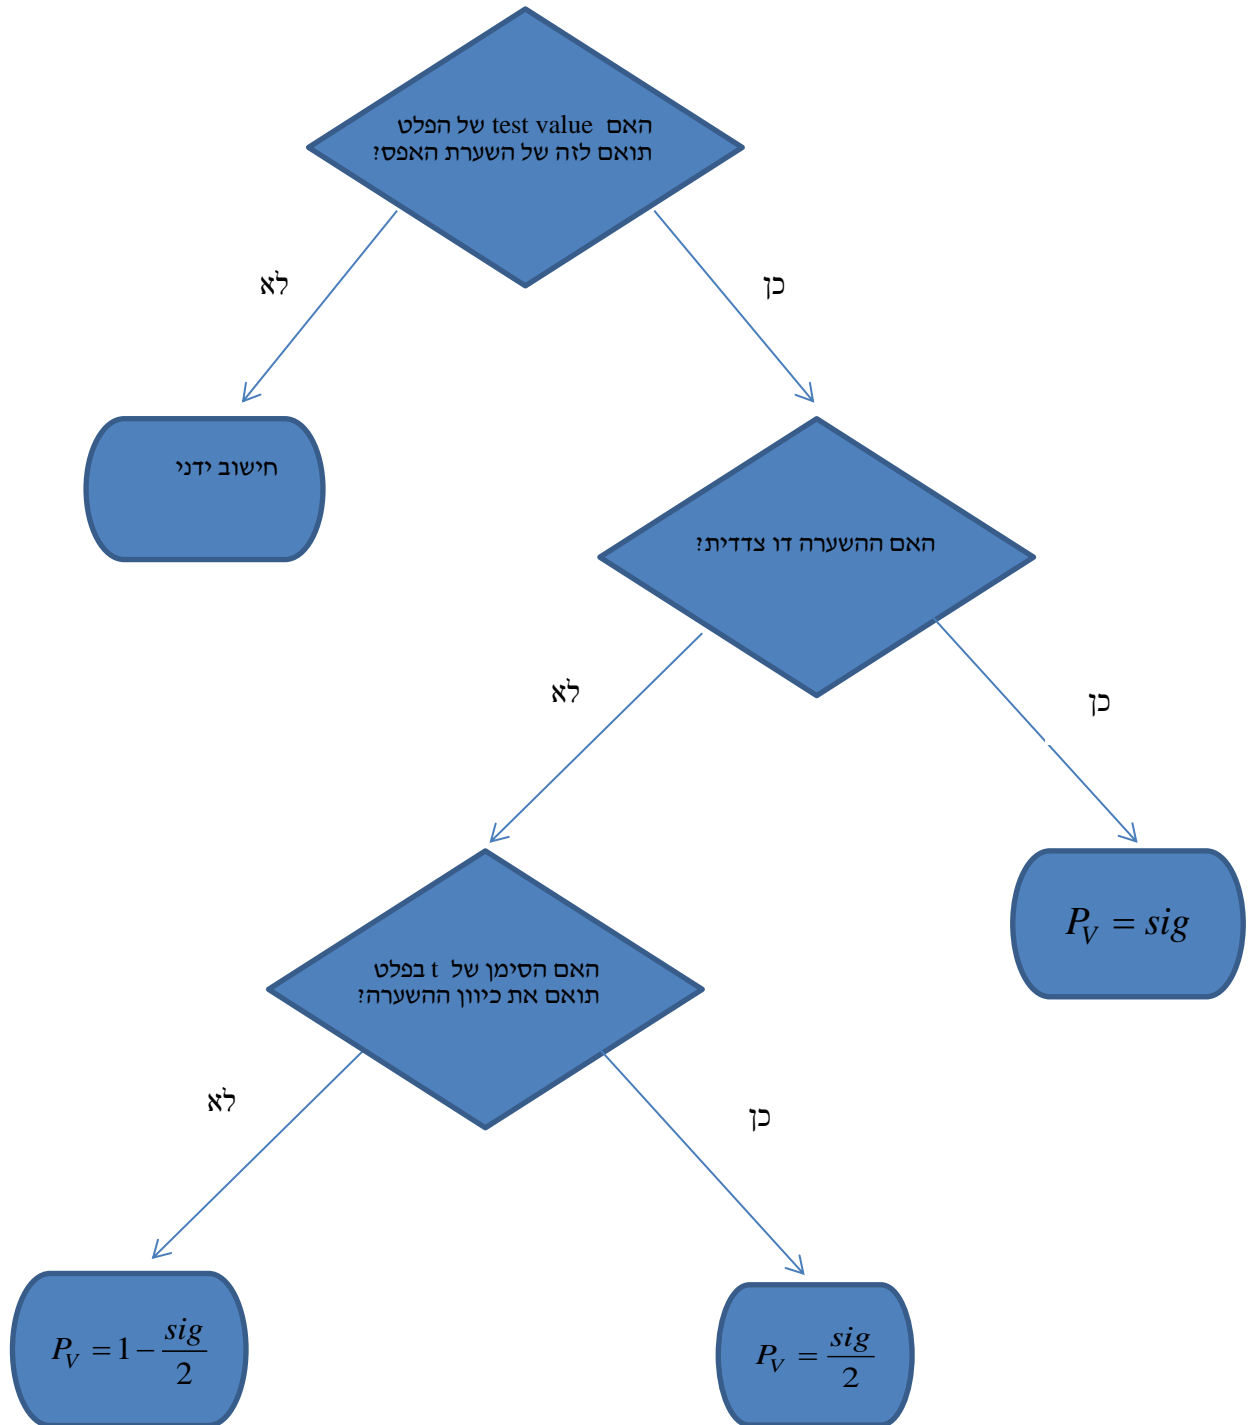 האם test value של הפלט
תואם לזה של השערת האפס?
לא
כן
חישוב ידני
האם ההשערה דו צדדית?
לא
כן
P_V = sig
האם הסימן של t בפלט
תואם את כיוון ההשערה?
לא
כן
P_V = 1 − sig/2
P_V = sig/2